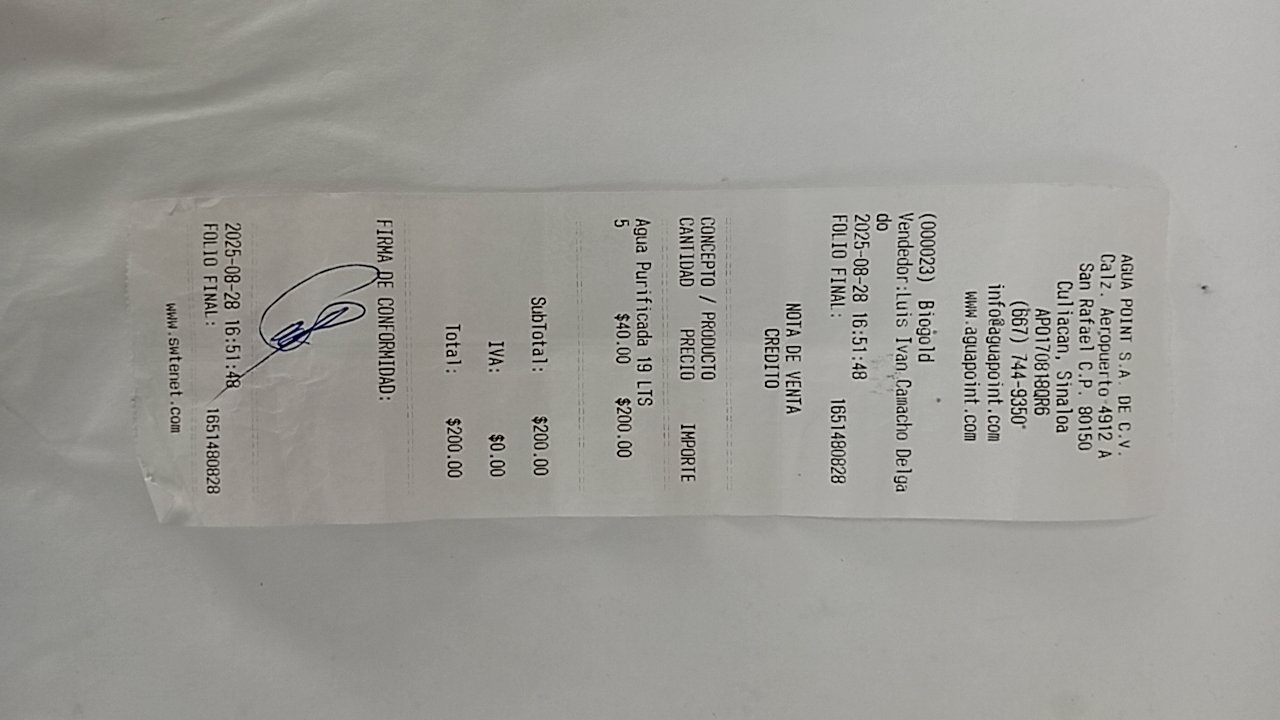 AGUA POINT S.A. DE C.V.
Calz. Aeropuerto 4912 A
San Rafael C.P. 80150
Culiacan, Sinaloa
APO170818QR6
(667) 744-9350
info@aguapoint.com
www.aguapoint.com
(000023) Biogold
Vendedor:Luis Ivan Camacho Delga
do
2025-08-28 16:51:48
FOLIO FINAL: 1651480828
NOTA DE VENTA
CREDITO
CONCEPTO / PRODUCTO
CANTIDAD PRECIO IMPORTE
Agua Purificada 19 LTS
5 $40.00 $200.00
SubTotal: $200.00
IVA: $0.00
Total: $200.00
FIRMA DE CONFORMIDAD:
2025-08-28 16:51:48
FOLIO FINAL: 1651480828
www.swtenet.com